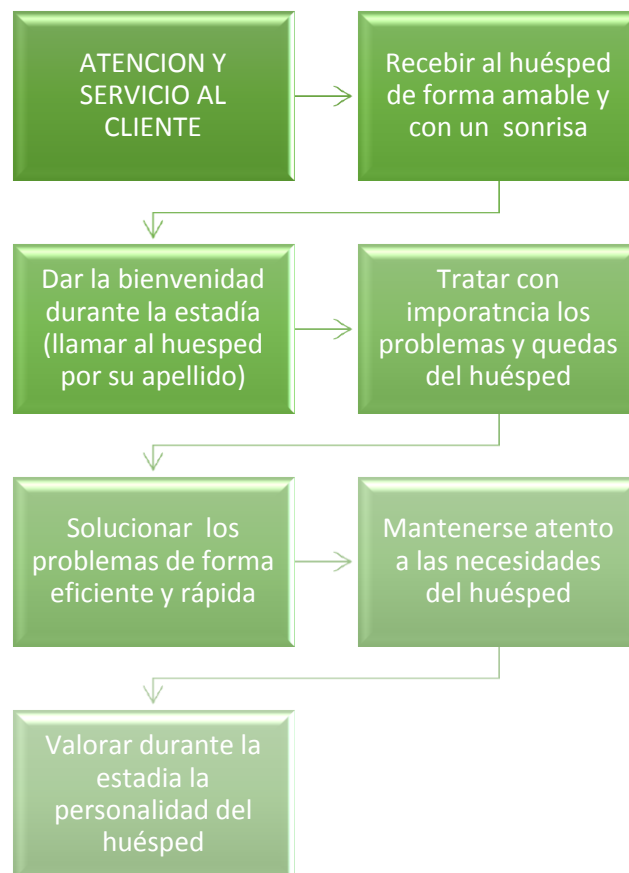 ATENCION Y
SERVICIO AL
CLIENTE
Recebir al huésped
de forma amable y
con un sonrisa
Dar la bienvenidad
durante la estadía
(llamar al huesped
por su apellido)
Tratar con
imporatncia los
problemas y quedas
del huésped
Solucionar los
problemas de forma
eficiente y rápida
Mantenerse atento
a las necesidades
del huésped
Valorar durante la
estadia la
personalidad del
huésped